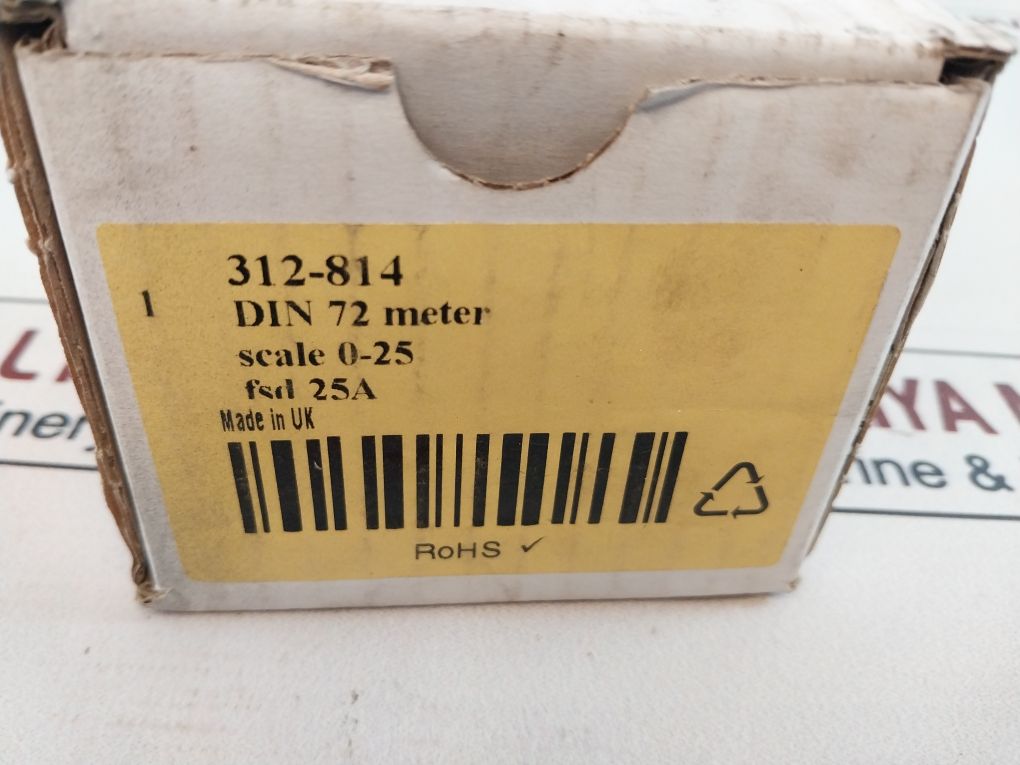 312-814
1
DIN 72 meter
scale 0-25
fsd 25A
Made in UK
RoHS ✓